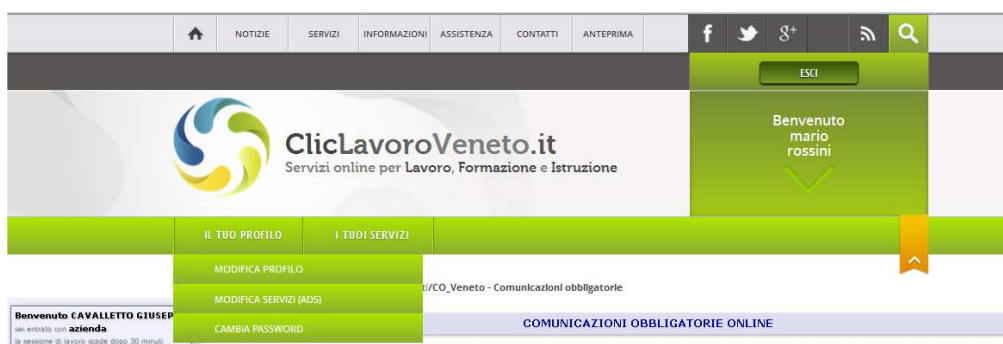 NOTIZIE SERVIZI INFORMAZIONI ASSISTENZA CONTATTI ANTEPRIMA
ESCI
Benvenuto
mario
rossini
ClicLavoroVeneto.it
Servizi online per Lavoro, Formazione e Istruzione
IL TUO PROFILO I TUOI SERVIZI
MODIFICA PROFILO
/CO_Veneto - Comunicazioni obbligatorie
MODIFICA SERVIZI (ADS)
Benvenuto CAVALLETTO GIUSEP
sei entrato con azienda
COMUNICAZIONI OBBLIGATORIE ONLINE
CAMBIA PASSWORD
la sessione di lavoro scade dopo 30 minuti